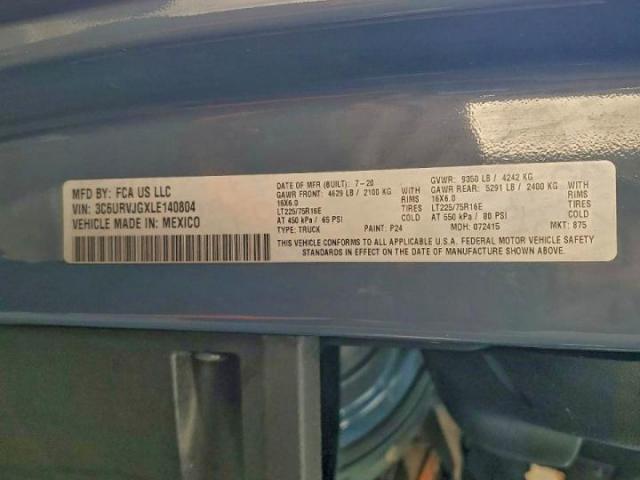 MFD BY: FCA US LLC
VIN: 3C6URVJGXLE140804
VEHICLE MADE IN: MEXICO
DATE OF MFR (BUILT): 7-20 GVWR: 9350 LB / 4242 KG
GAWR FRONT: 4629 LB / 2100 KG WITH GAWR REAR: 5291 LB / 2400 KG WITH
16X6.0 RIMS 16X6.0 RIMS
LT225/75R16E TIRES LT225/75R16E TIRES
AT 450 kPa / 65 PSI COLD AT 550 kPa / 80 PSI COLD
TYPE: TRUCK PAINT: P24 MDH: 072415 MKT: 875
THIS VEHICLE CONFORMS TO ALL APPLICABLE U.S.A. FEDERAL MOTOR VEHICLE SAFETY
STANDARDS IN EFFECT ON THE DATE OF MANUFACTURE SHOWN ABOVE.